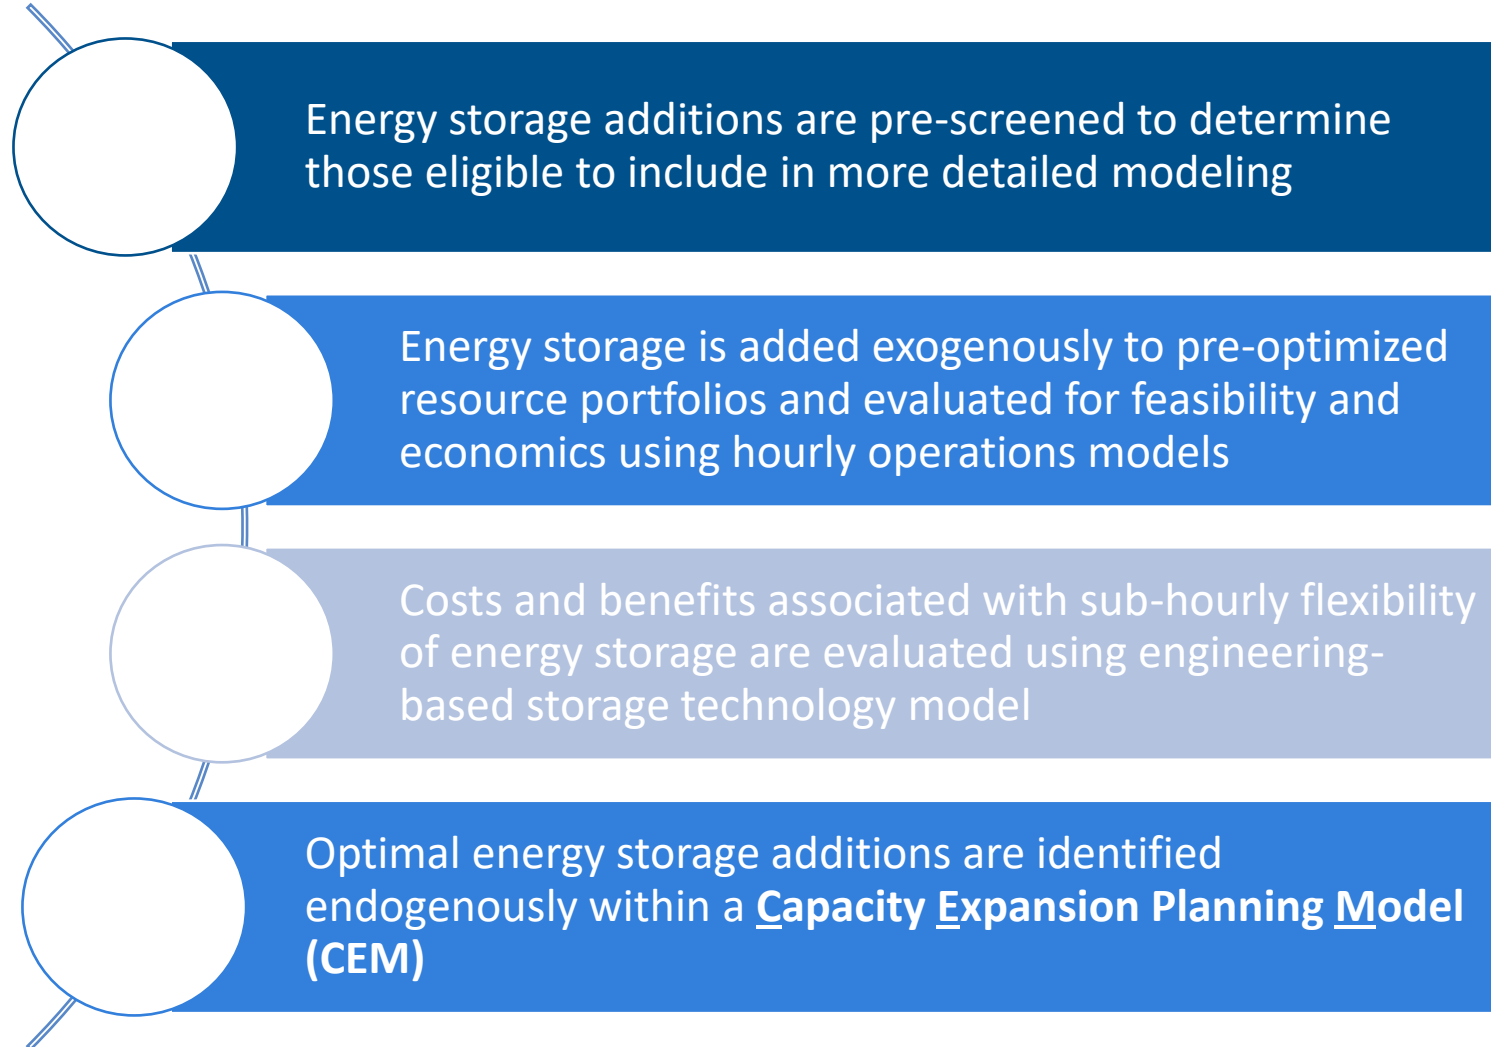 Energy storage additions are pre-screened to determine
those eligible to include in more detailed modeling
Energy storage is added exogenously to pre-optimized
resource portfolios and evaluated for feasibility and
economics using hourly operations models
Costs and benefits associated with sub-hourly flexibility
of energy storage are evaluated using engineering-
based storage technology model
Optimal energy storage additions are identified
endogenously within a Capacity Expansion Planning Model
(CEM)